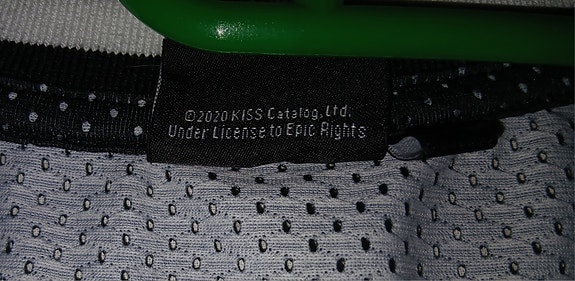 ©2020 KISS Catalog, Ltd.
Under License to Epic Rights